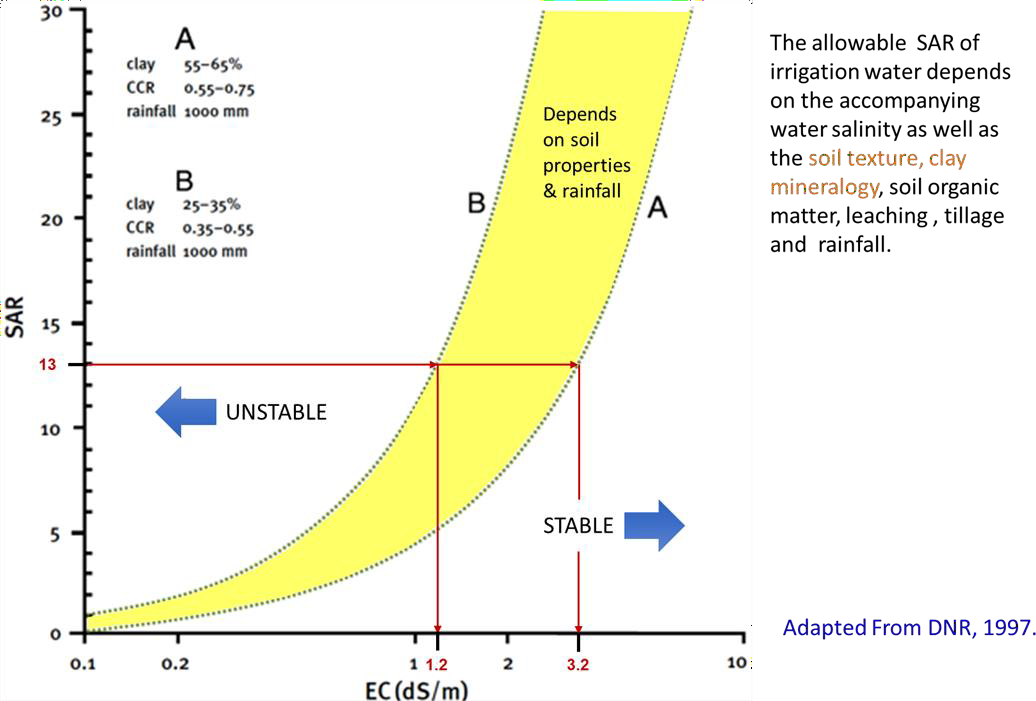 30
25
20
15
13
10
5
0
SAR
A
clay 55–65%
CCR 0.55–0.75
rainfall 1000 mm
B
clay 25–35%
CCR 0.35–0.55
rainfall 1000 mm
Depends
on soil
properties
& rainfall
B
A
UNSTABLE
STABLE
0.1 0.2 1 1.2 2 3.2 10
EC (dS/m)
The allowable SAR of
irrigation water depends
on the accompanying
water salinity as well as
the soil texture, clay
mineralogy, soil organic
matter, leaching , tillage
and rainfall.
Adapted From DNR, 1997.